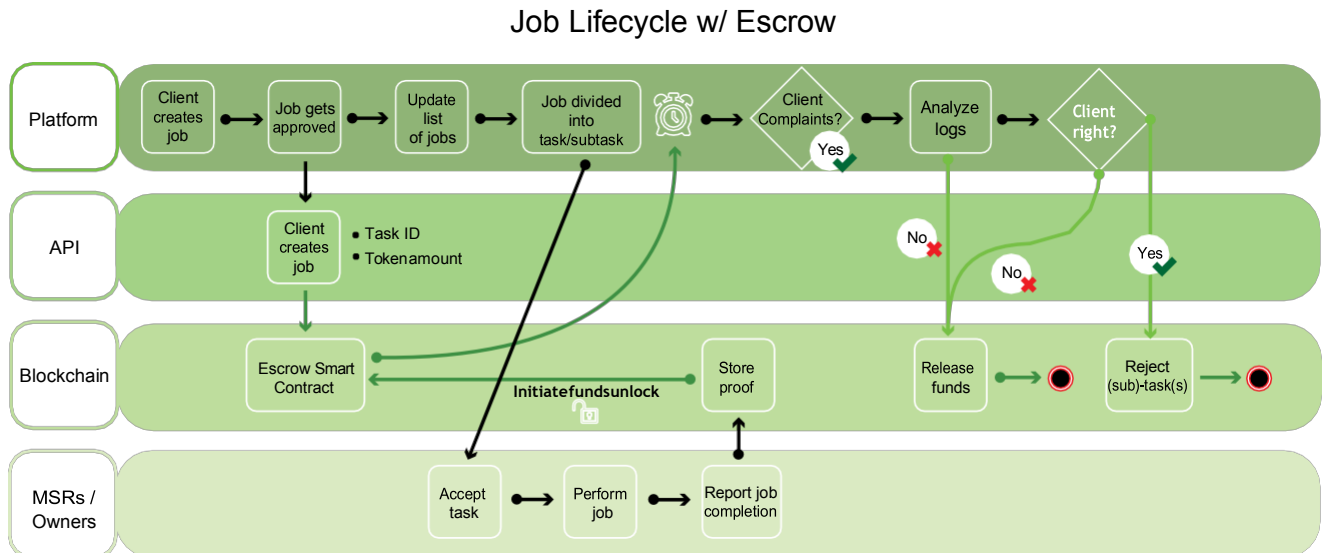 Job Lifecycle w/ Escrow
Platform
Client
creates
job
Job gets
approved
Update
list
of jobs
Job divided
into
task/subtask
Client
Complaints?
Yes
Analyze
logs
Client
right?
API
Client
creates
job
Task ID
Tokenamount
No
No
Yes
Blockchain
Escrow Smart
Contract
Initiatefundsunlock
Store
proof
Release
funds
Reject
(sub)-task(s)
MSRs /
Owners
Accept
task
Perform
job
Report job
completion